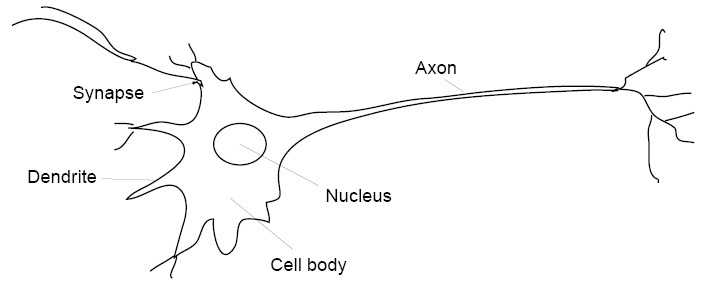 Axon
Synapse
Dendrite
Nucleus
Cell body